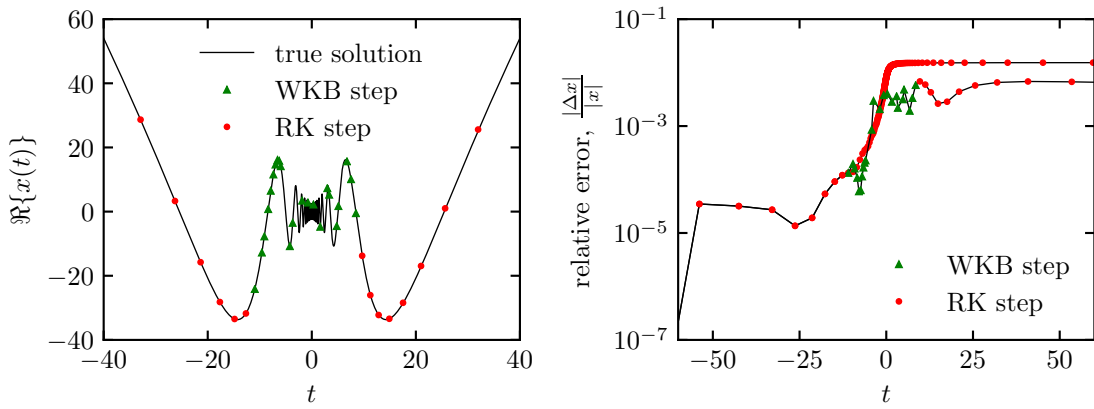 60
40
20
0
−20
−40
−40
−20
0
20
40
t
ℜ{x(t)}
true solution
WKB step
RK step
10⁻¹
10⁻³
10⁻⁵
10⁻⁷
−50
−25
0
25
50
t
relative error, |Δx|/|x|
WKB step
RK step